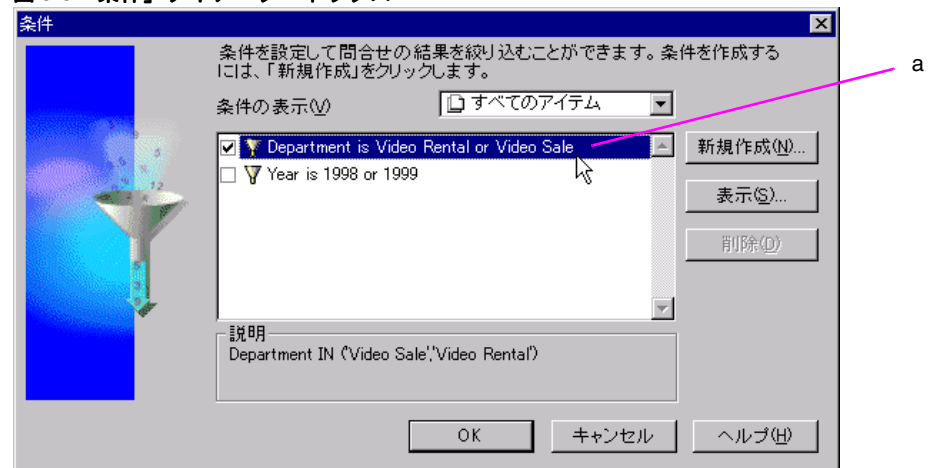 条件
条件を設定して問合せの結果を絞り込むことができます。条件を作成する
には、「新規作成」をクリックします。
a
条件の表示(V)
すべてのアイテム
Department is Video Rental or Video Sale
新規作成(N)...
Year is 1998 or 1999
表示(S)...
削除(D)
説明
Department IN ('Video Sale','Video Rental')
OK
キャンセル
ヘルプ(H)